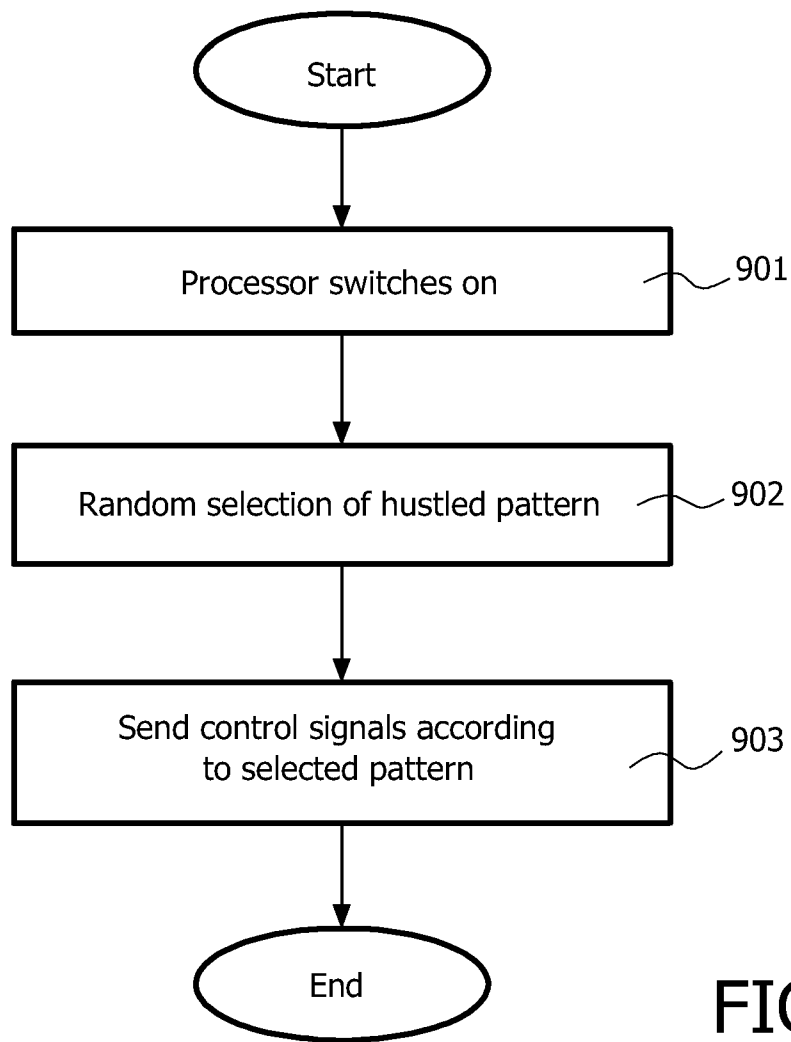 Start
Processor switches on
901
Random selection of hustled pattern
902
Send control signals according
to selected pattern
903
End